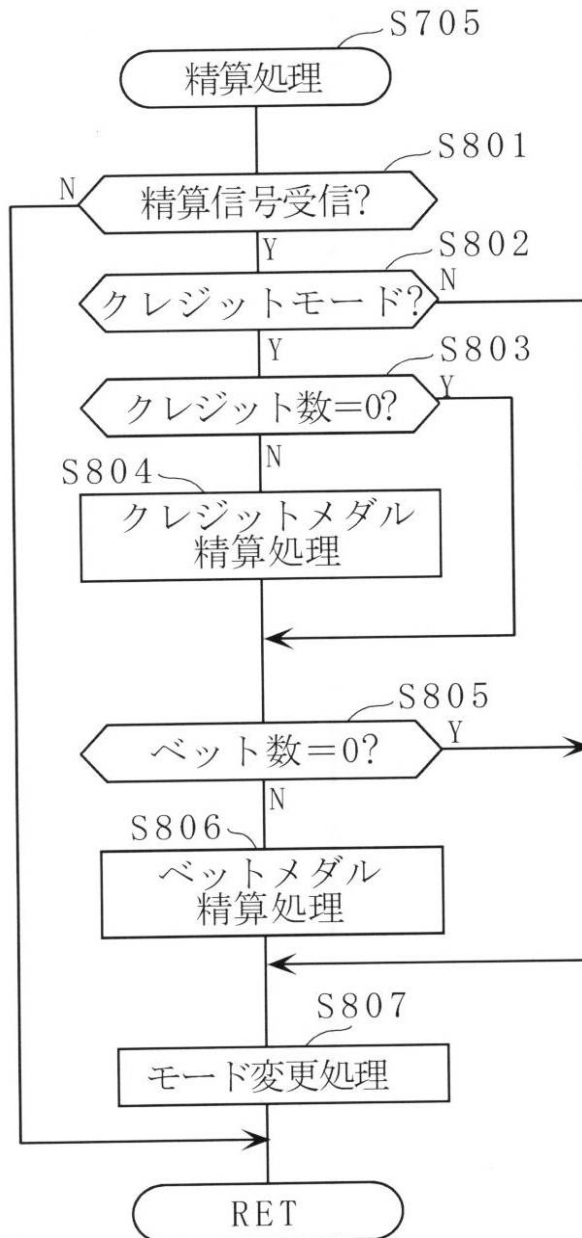 S705
精算処理
S801
精算信号受信?
N
Y
S802
クレジットモード?
N
Y
S803
クレジット数=0?
Y
N
S804
クレジットメダル
精算処理
S805
ベット数=0?
Y
N
S806
ベットメダル
精算処理
S807
モード変更処理
RET